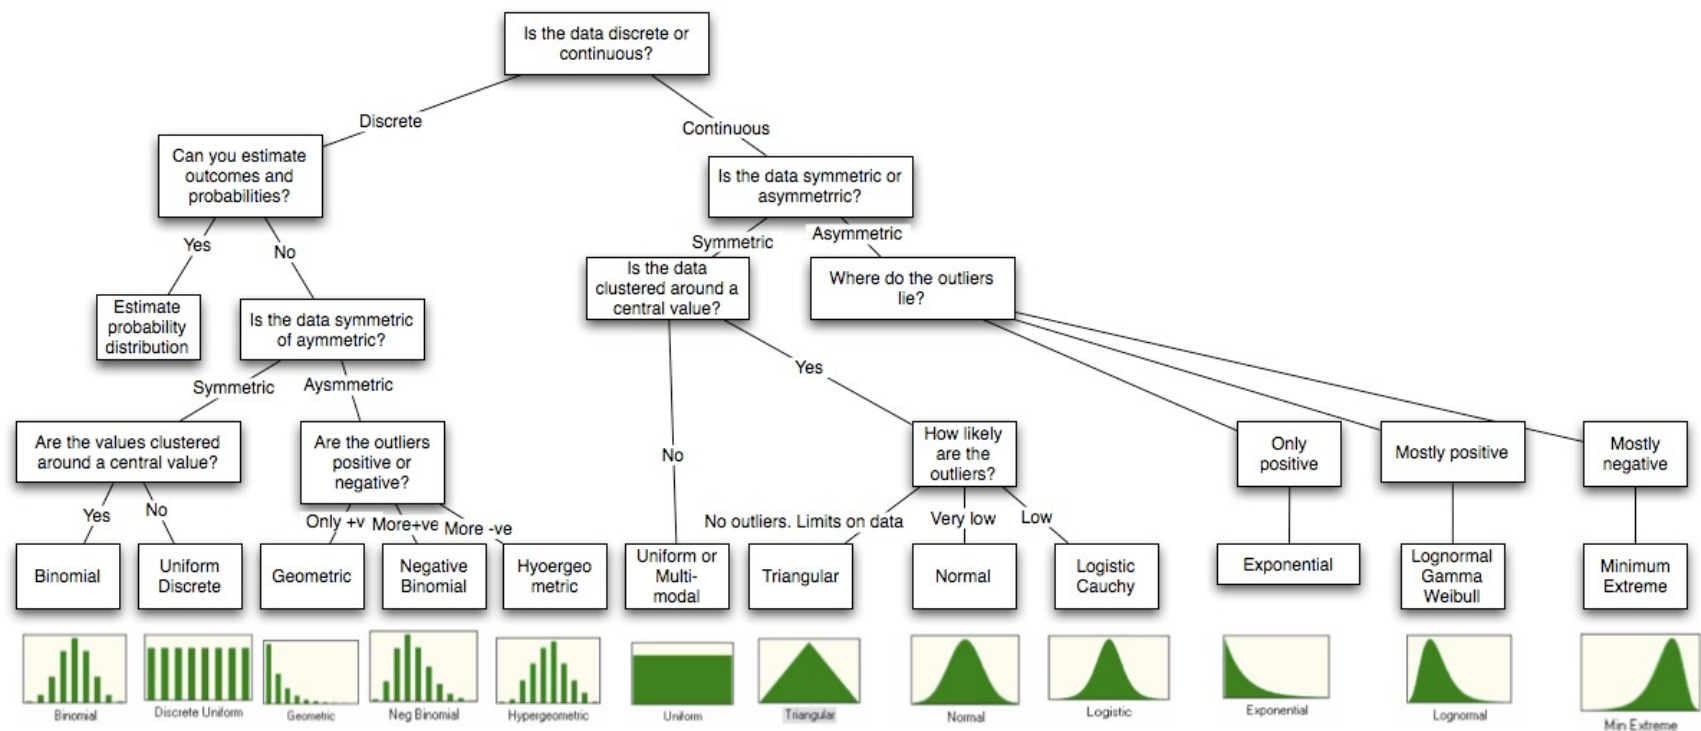 Is the data discrete or
continuous?
Discrete
Continuous
Can you estimate
outcomes and
probabilities?
Is the data symmetric or
asymmetrric?
Yes
No
Symmetric
Asymmetric
Estimate
probability
distribution
Is the data symmetric
of aymmetric?
Is the data
clustered around a
central value?
Where do the outliers
lie?
Symmetric
Aysmmetric
No
Yes
Are the values clustered
around a central value?
Are the outliers
positive or
negative?
How likely
are the
outliers?
Only
positive
Mostly positive
Mostly
negative
Yes
No
Only +v
More+ve
More -ve
No outliers. Limits on data
Very low
Low
Binomial
Uniform
Discrete
Geometric
Negative
Binomial
Hyoergeo
metric
Uniform or
Multi-
modal
Triangular
Normal
Logistic
Cauchy
Exponential
Lognormal
Gamma
Weibull
Minimum
Extreme
Binomial
Discrete Uniform
Geometric
Neg Binomial
Hypergeometric
Uniform
Triangular
Normal
Logistic
Exponential
Lognormal
Min Extreme